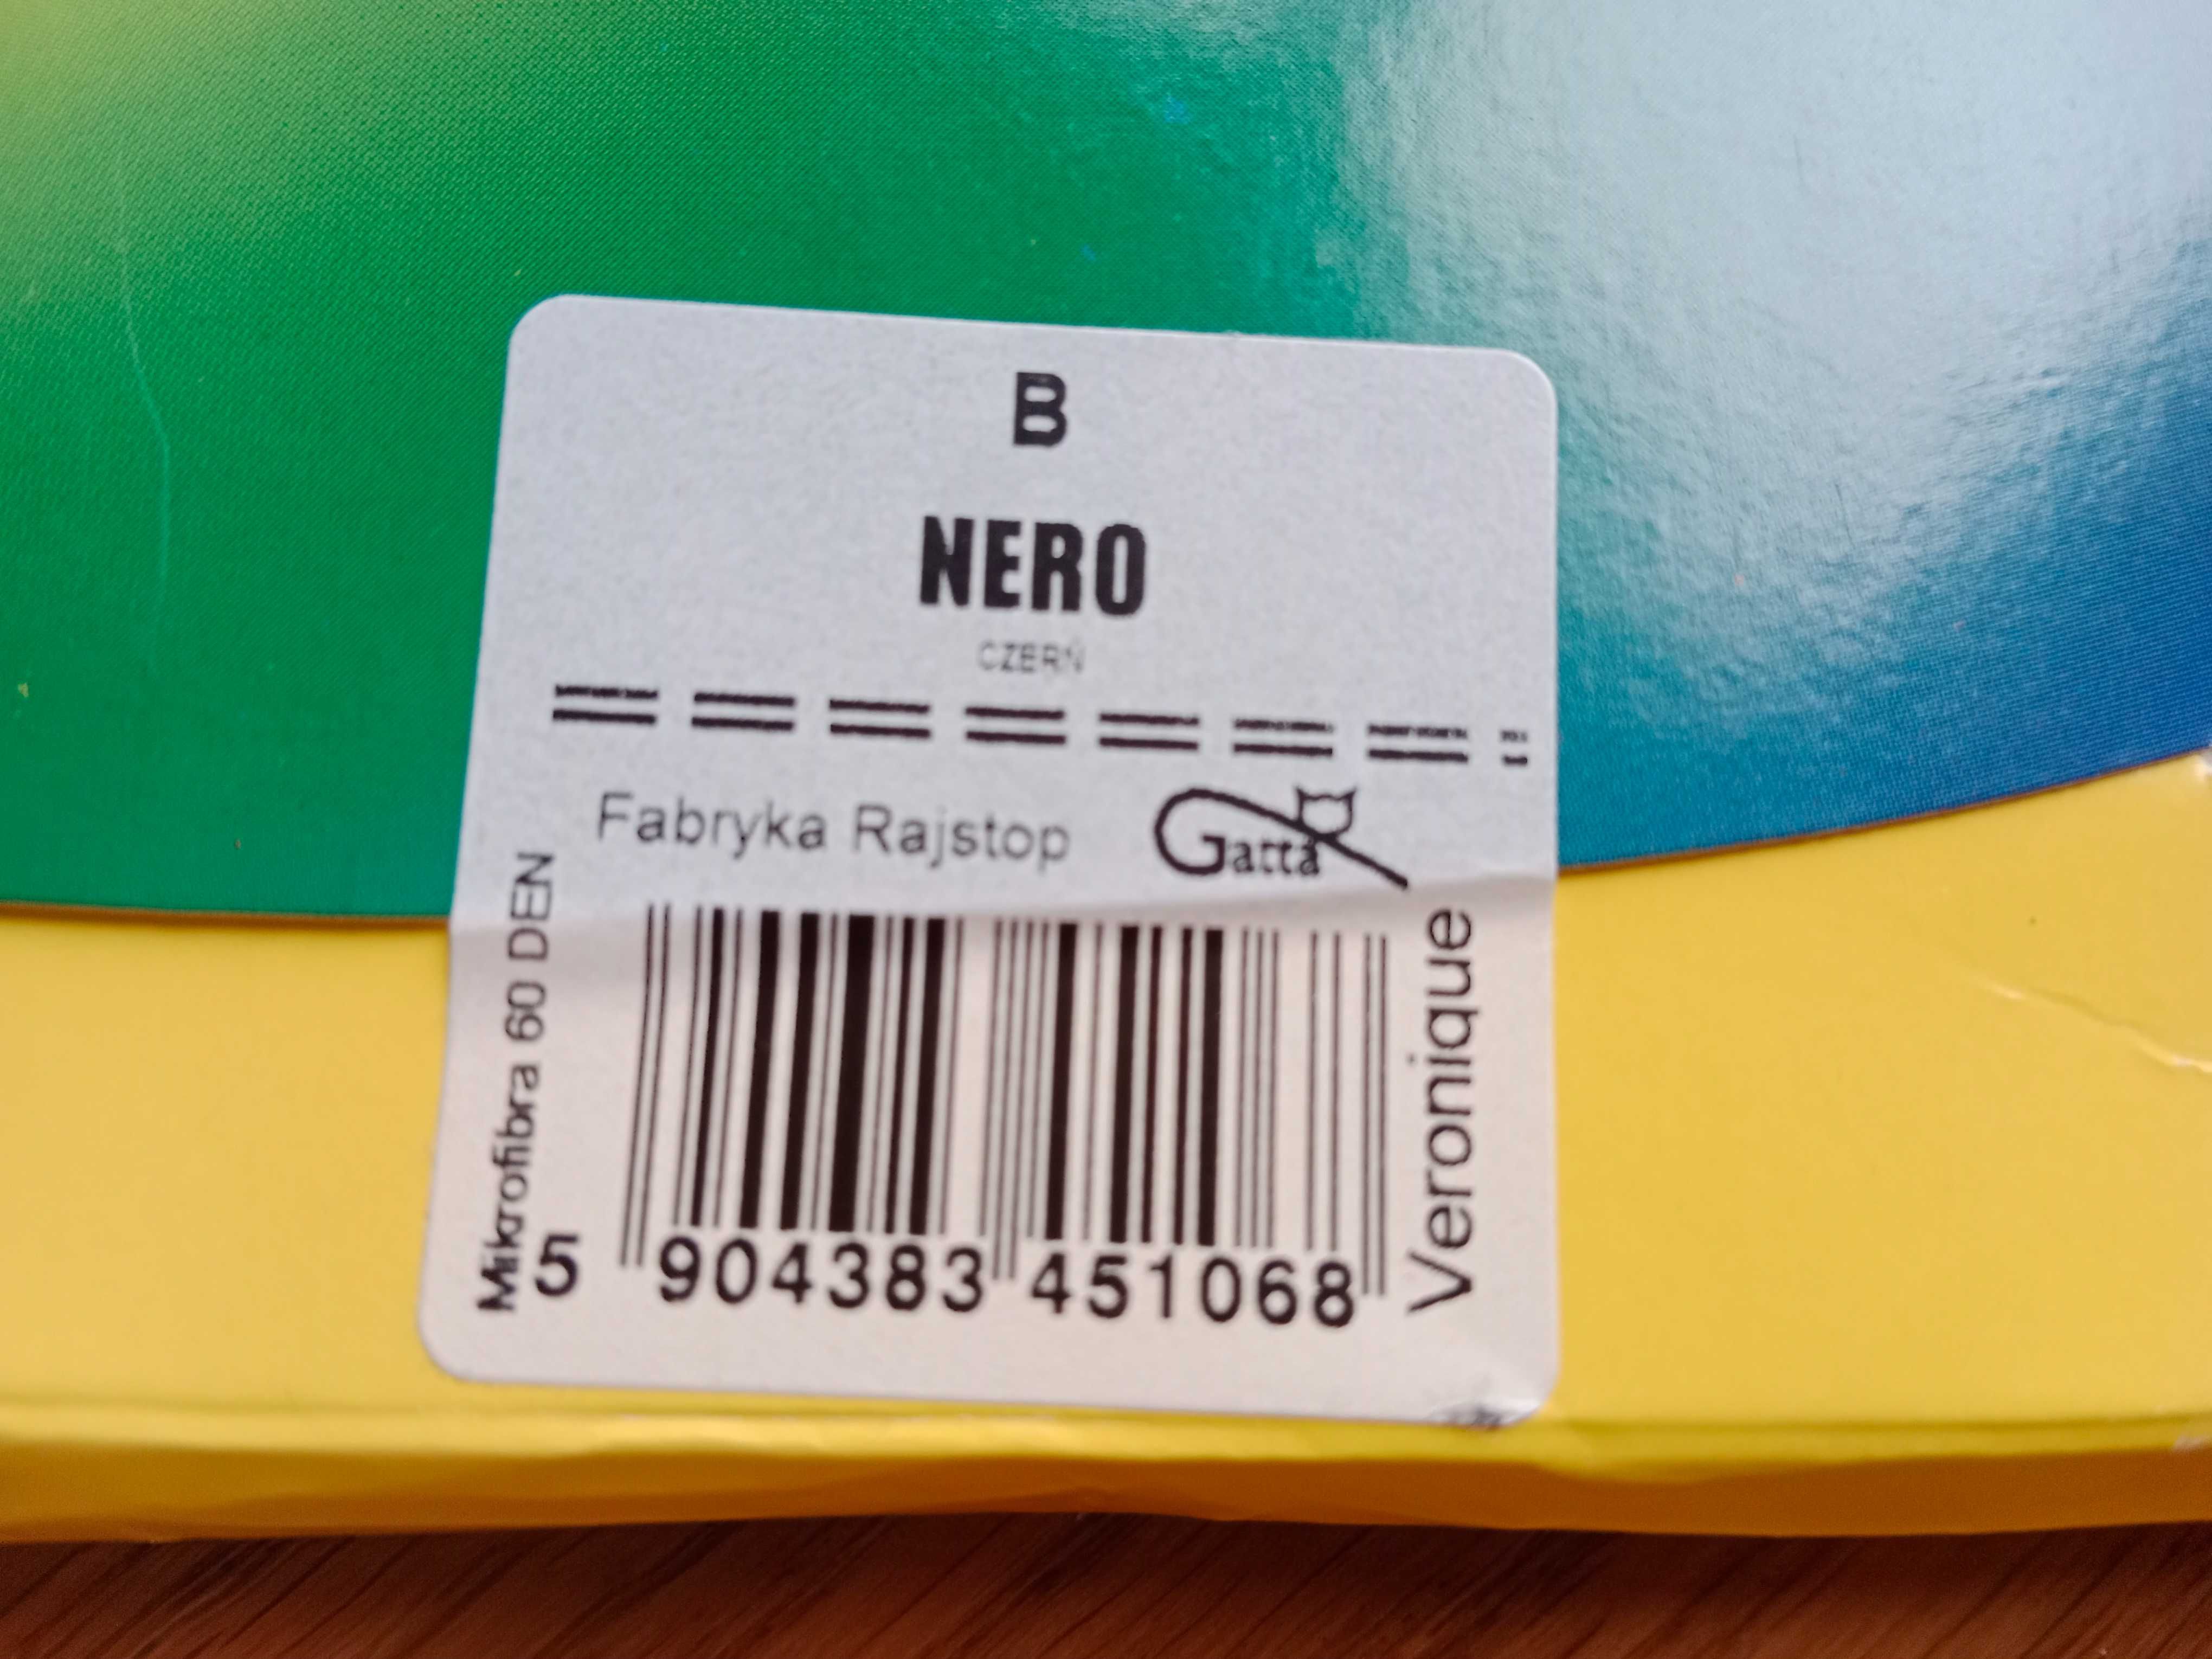 B
NERO
CZERŃ
Fabryka Rajstop Gatta
Mikrofibra 60 DEN
Veronique
5 904383 451068